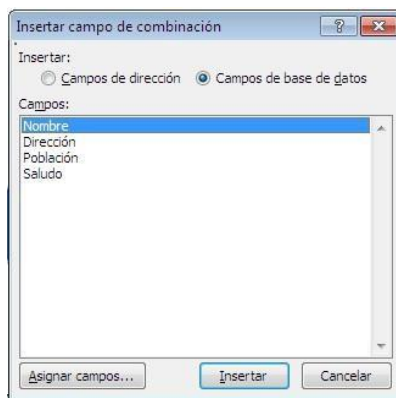 Insertar campo de combinación
Insertar:
Campos de dirección Campos de base de datos
Campos:
Nombre
Dirección
Población
Saludo
Asignar campos... Insertar Cancelar